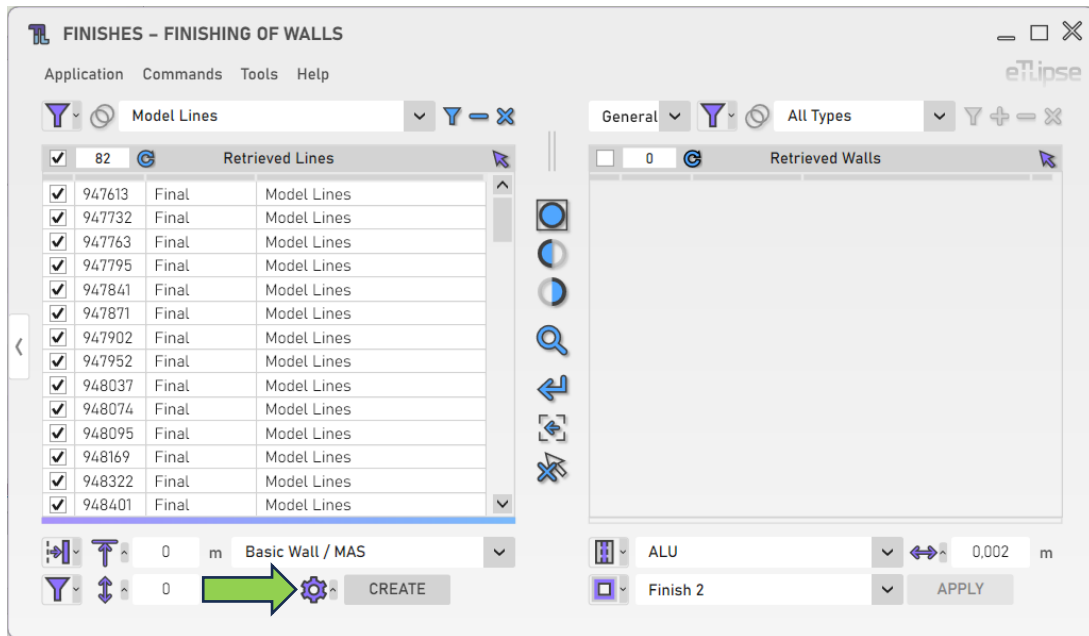 FINISHES – FINISHING OF WALLS
Application Commands Tools Help
eTLipse
Model Lines
General All Types
82 Retrieved Lines
0 Retrieved Walls
947613 Final Model Lines
947732 Final Model Lines
947763 Final Model Lines
947795 Final Model Lines
947841 Final Model Lines
947871 Final Model Lines
947902 Final Model Lines
947952 Final Model Lines
948037 Final Model Lines
948074 Final Model Lines
948095 Final Model Lines
948169 Final Model Lines
948322 Final Model Lines
948401 Final Model Lines
0 m Basic Wall / MAS
ALU 0,002 m
0 CREATE
Finish 2 APPLY